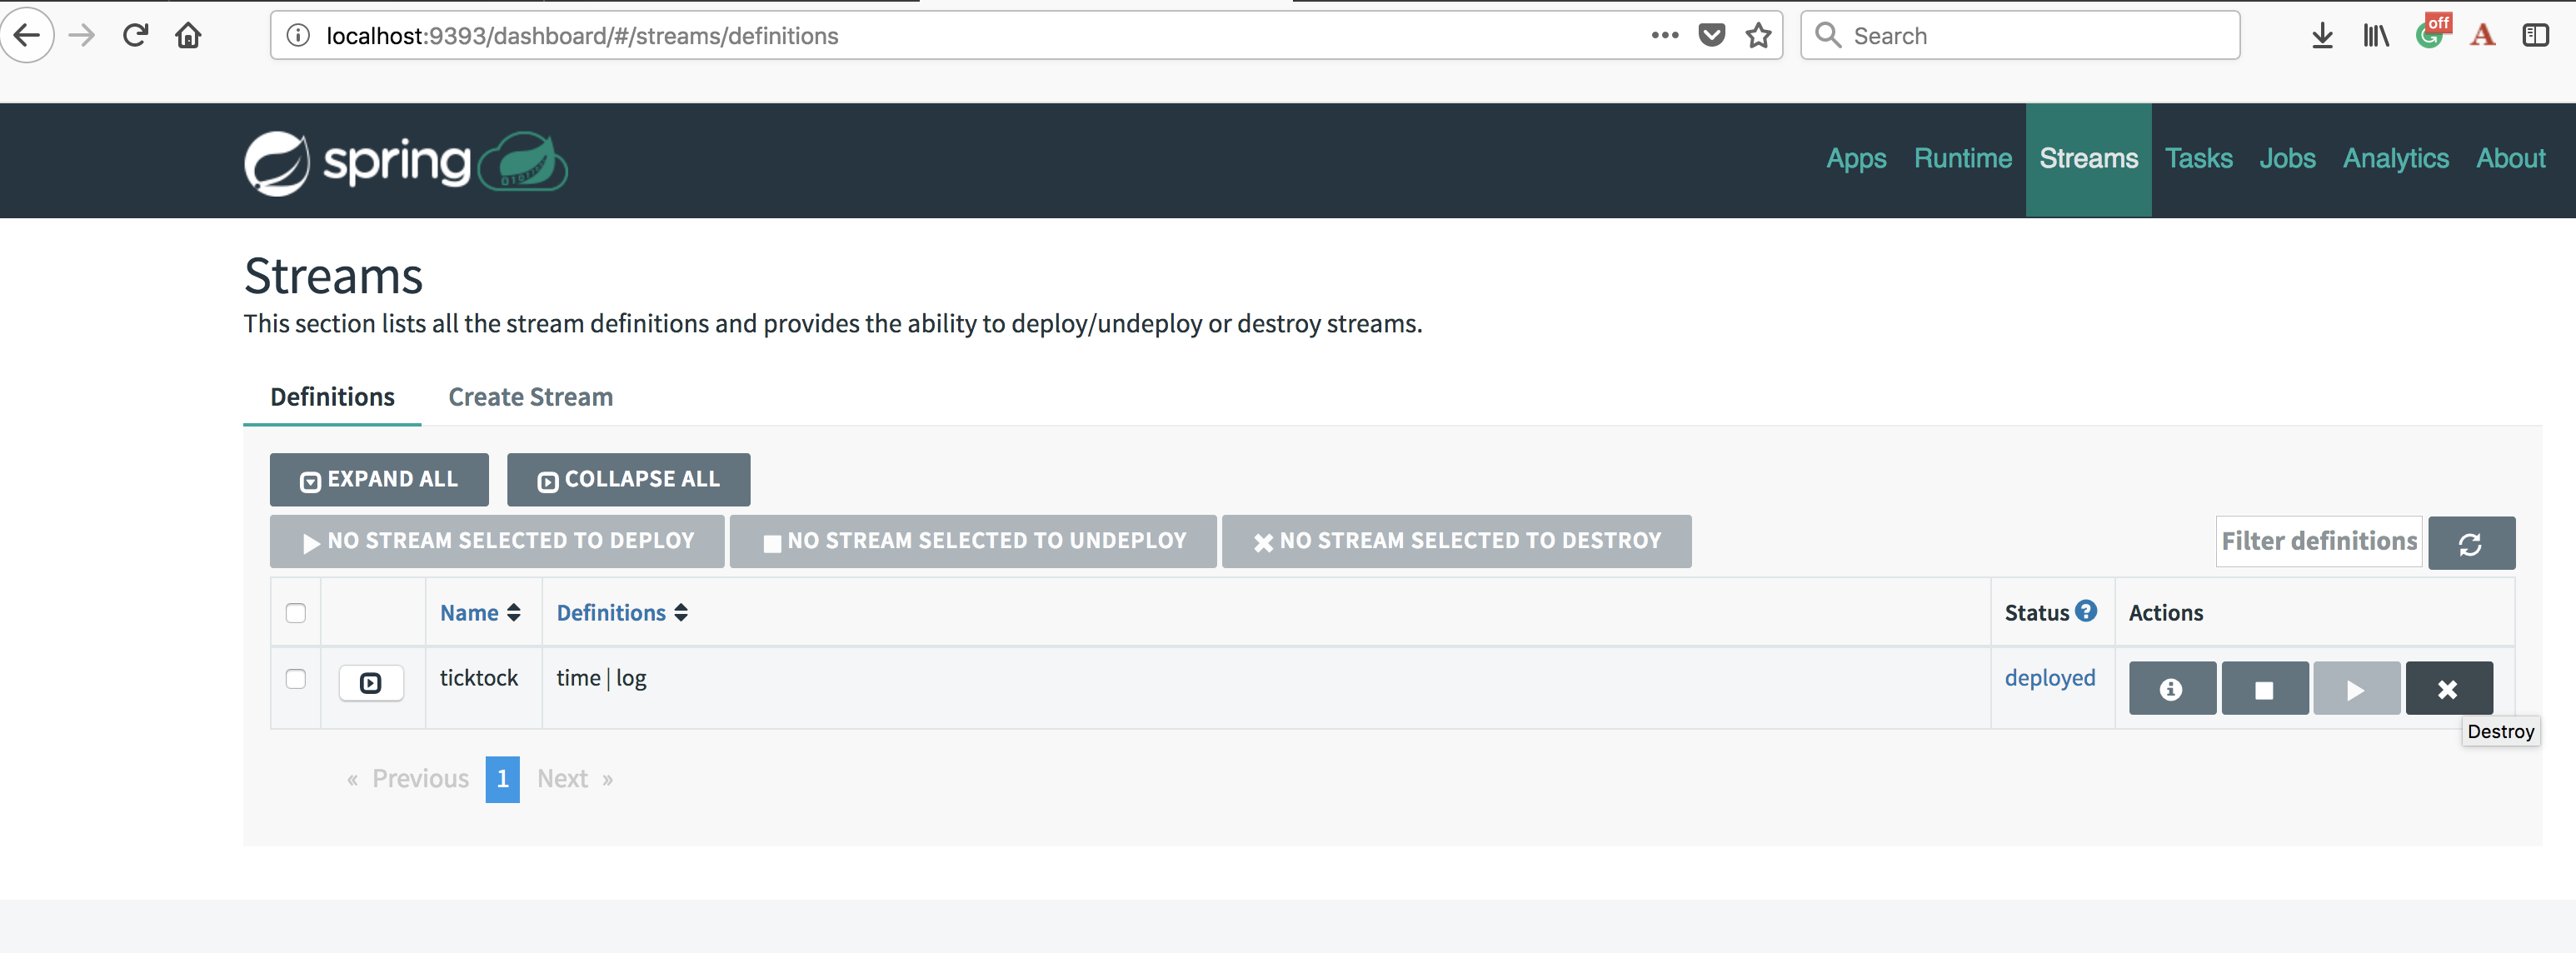 localhost:9393/dashboard/#/streams/definitions
Search
off
A
spring
Apps Runtime Streams Tasks Jobs Analytics About
Streams
This section lists all the stream definitions and provides the ability to deploy/undeploy or destroy streams.
Definitions Create Stream
EXPAND ALL COLLAPSE ALL
NO STREAM SELECTED TO DEPLOY NO STREAM SELECTED TO UNDEPLOY NO STREAM SELECTED TO DESTROY Filter definitions
Name Definitions Status ? Actions
ticktock time | log deployed
Destroy
« Previous 1 Next »